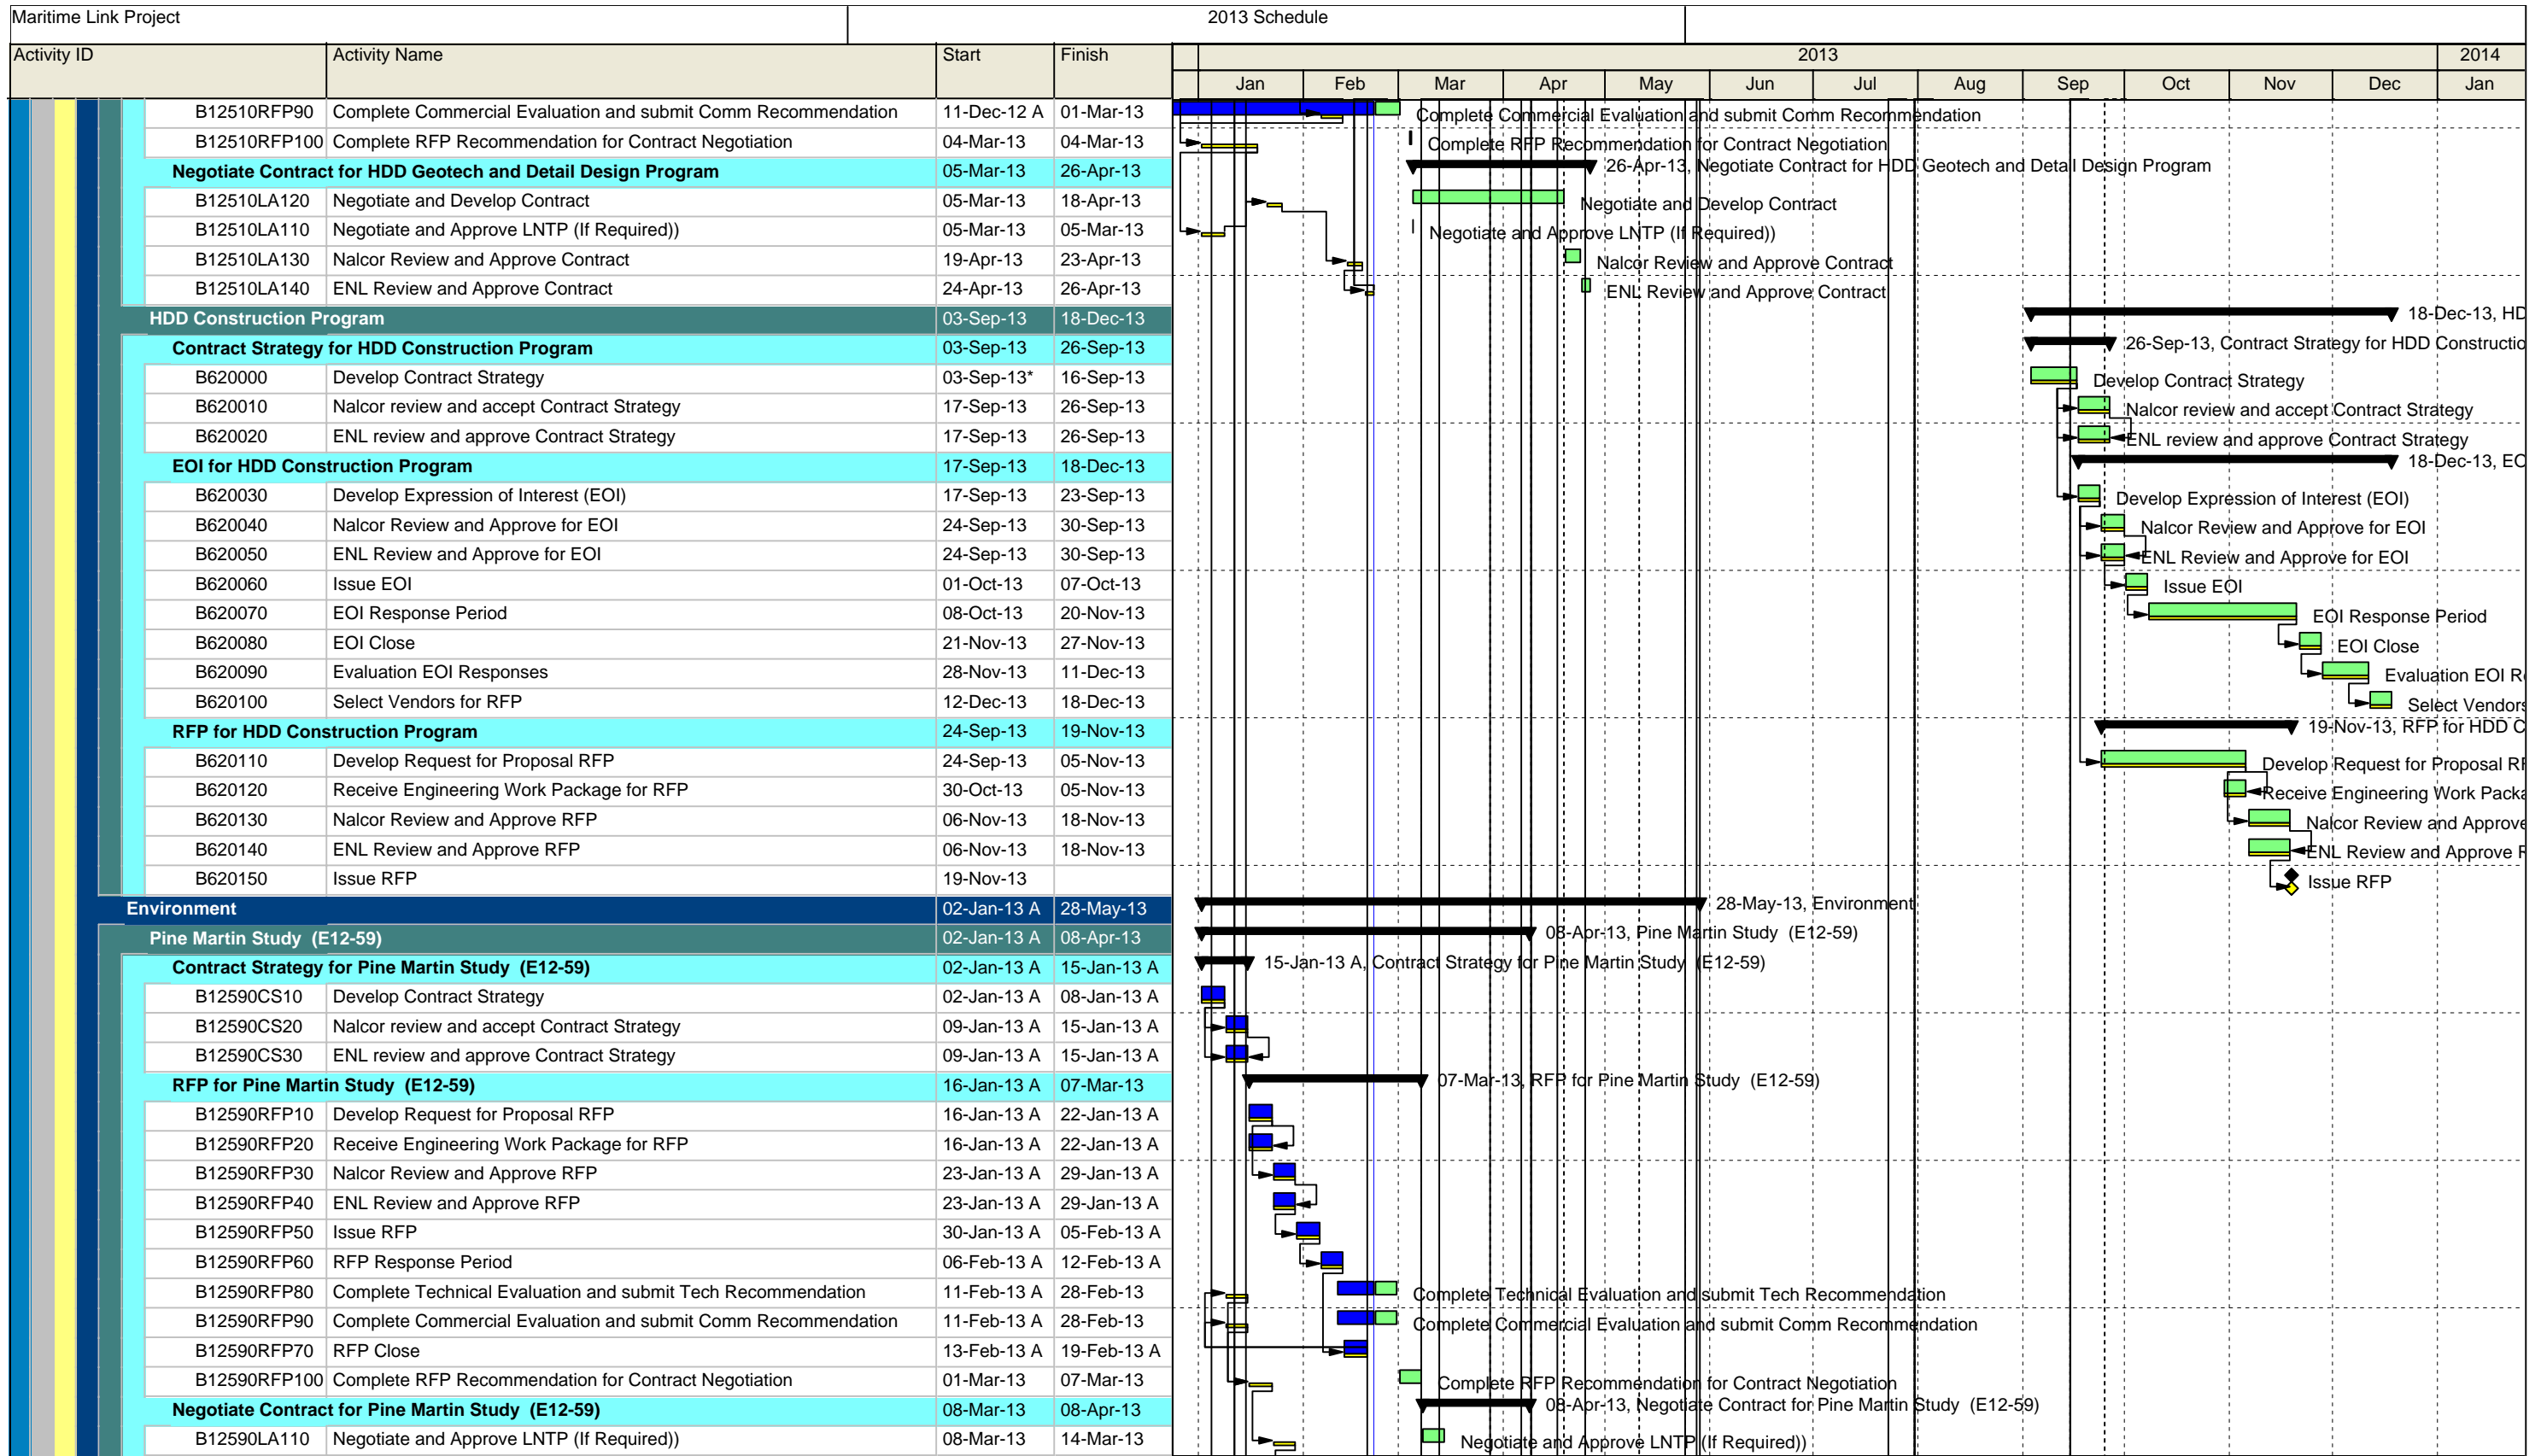 Maritime Link Project 2013 Schedule
Activity ID Activity Name Start Finish 2013 2014
Jan Feb Mar Apr May Jun Jul Aug Sep Oct Nov Dec Jan
B12510RFP90 Complete Commercial Evaluation and submit Comm Recommendation 11-Dec-12 A 01-Mar-13 Complete Commercial Evaluation and submit Comm Recommendation
B12510RFP100 Complete RFP Recommendation for Contract Negotiation 04-Mar-13 04-Mar-13 Complete RFP Recommendation for Contract Negotiation
Negotiate Contract for HDD Geotech and Detail Design Program 05-Mar-13 26-Apr-13 26-Apr-13, Negotiate Contract for HDD Geotech and Detail Design Program
B12510LA120 Negotiate and Develop Contract 05-Mar-13 18-Apr-13 Negotiate and Develop Contract
B12510LA110 Negotiate and Approve LNTP (If Required)) 05-Mar-13 05-Mar-13 Negotiate and Approve LNTP (If Required))
B12510LA130 Nalcor Review and Approve Contract 19-Apr-13 23-Apr-13 Nalcor Review and Approve Contract
B12510LA140 ENL Review and Approve Contract 24-Apr-13 26-Apr-13 ENL Review and Approve Contract
HDD Construction Program 03-Sep-13 18-Dec-13 18-Dec-13, HD
Contract Strategy for HDD Construction Program 03-Sep-13 26-Sep-13 26-Sep-13, Contract Strategy for HDD Constructio
B620000 Develop Contract Strategy 03-Sep-13* 16-Sep-13 Develop Contract Strategy
B620010 Nalcor review and accept Contract Strategy 17-Sep-13 26-Sep-13 Nalcor review and accept Contract Strategy
B620020 ENL review and approve Contract Strategy 17-Sep-13 26-Sep-13 ENL review and approve Contract Strategy
EOI for HDD Construction Program 17-Sep-13 18-Dec-13 18-Dec-13, EO
B620030 Develop Expression of Interest (EOI) 17-Sep-13 23-Sep-13 Develop Expression of Interest (EOI)
B620040 Nalcor Review and Approve for EOI 24-Sep-13 30-Sep-13 Nalcor Review and Approve for EOI
B620050 ENL Review and Approve for EOI 24-Sep-13 30-Sep-13 ENL Review and Approve for EOI
B620060 Issue EOI 01-Oct-13 07-Oct-13 Issue EOI
B620070 EOI Response Period 08-Oct-13 20-Nov-13 EOI Response Period
B620080 EOI Close 21-Nov-13 27-Nov-13 EOI Close
B620090 Evaluation EOI Responses 28-Nov-13 11-Dec-13 Evaluation EOI R
B620100 Select Vendors for RFP 12-Dec-13 18-Dec-13 Select Vendors
RFP for HDD Construction Program 24-Sep-13 19-Nov-13 19-Nov-13, RFP for HDD C
B620110 Develop Request for Proposal RFP 24-Sep-13 05-Nov-13 Develop Request for Proposal RF
B620120 Receive Engineering Work Package for RFP 30-Oct-13 05-Nov-13 Receive Engineering Work Packa
B620130 Nalcor Review and Approve RFP 06-Nov-13 18-Nov-13 Nalcor Review and Approve
B620140 ENL Review and Approve RFP 06-Nov-13 18-Nov-13 ENL Review and Approve R
B620150 Issue RFP 19-Nov-13 Issue RFP
Environment 02-Jan-13 A 28-May-13 28-May-13, Environment
Pine Martin Study (E12-59) 02-Jan-13 A 08-Apr-13 08-Apr-13, Pine Martin Study (E12-59)
Contract Strategy for Pine Martin Study (E12-59) 02-Jan-13 A 15-Jan-13 A 15-Jan-13 A, Contract Strategy for Pine Martin Study (E12-59)
B12590CS10 Develop Contract Strategy 02-Jan-13 A 08-Jan-13 A
B12590CS20 Nalcor review and accept Contract Strategy 09-Jan-13 A 15-Jan-13 A
B12590CS30 ENL review and approve Contract Strategy 09-Jan-13 A 15-Jan-13 A
RFP for Pine Martin Study (E12-59) 16-Jan-13 A 07-Mar-13 07-Mar-13, RFP for Pine Martin Study (E12-59)
B12590RFP10 Develop Request for Proposal RFP 16-Jan-13 A 22-Jan-13 A
B12590RFP20 Receive Engineering Work Package for RFP 16-Jan-13 A 22-Jan-13 A
B12590RFP30 Nalcor Review and Approve RFP 23-Jan-13 A 29-Jan-13 A
B12590RFP40 ENL Review and Approve RFP 23-Jan-13 A 29-Jan-13 A
B12590RFP50 Issue RFP 30-Jan-13 A 05-Feb-13 A
B12590RFP60 RFP Response Period 06-Feb-13 A 12-Feb-13 A
B12590RFP80 Complete Technical Evaluation and submit Tech Recommendation 11-Feb-13 A 28-Feb-13 Complete Technical Evaluation and submit Tech Recommendation
B12590RFP90 Complete Commercial Evaluation and submit Comm Recommendation 11-Feb-13 A 28-Feb-13 Complete Commercial Evaluation and submit Comm Recommendation
B12590RFP70 RFP Close 13-Feb-13 A 19-Feb-13 A
B12590RFP100 Complete RFP Recommendation for Contract Negotiation 01-Mar-13 07-Mar-13 Complete RFP Recommendation for Contract Negotiation
Negotiate Contract for Pine Martin Study (E12-59) 08-Mar-13 08-Apr-13 08-Apr-13, Negotiate Contract for Pine Martin Study (E12-59)
B12590LA110 Negotiate and Approve LNTP (If Required)) 08-Mar-13 14-Mar-13 Negotiate and Approve LNTP (If Required))